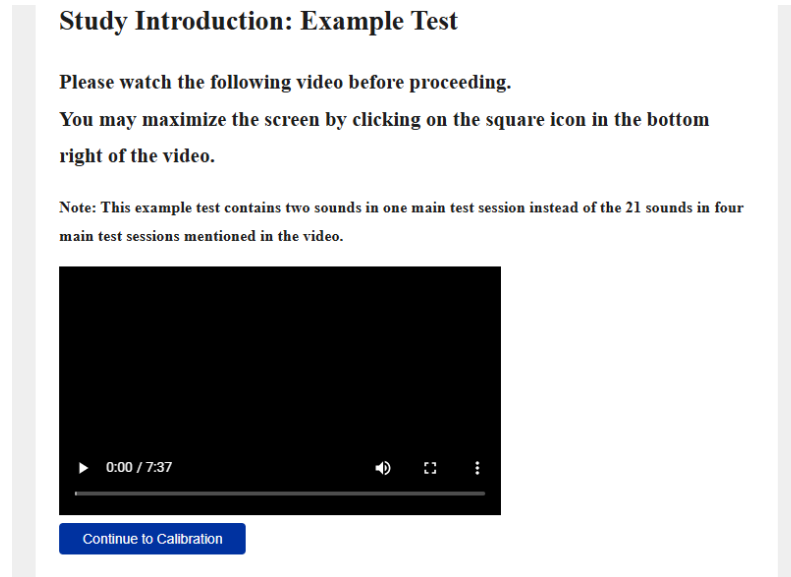 Study Introduction: Example Test
Please watch the following video before proceeding.
You may maximize the screen by clicking on the square icon in the bottom
right of the video.
Note: This example test contains two sounds in one main test session instead of the 21 sounds in four
main test sessions mentioned in the video.
0:00 / 7:37
Continue to Calibration